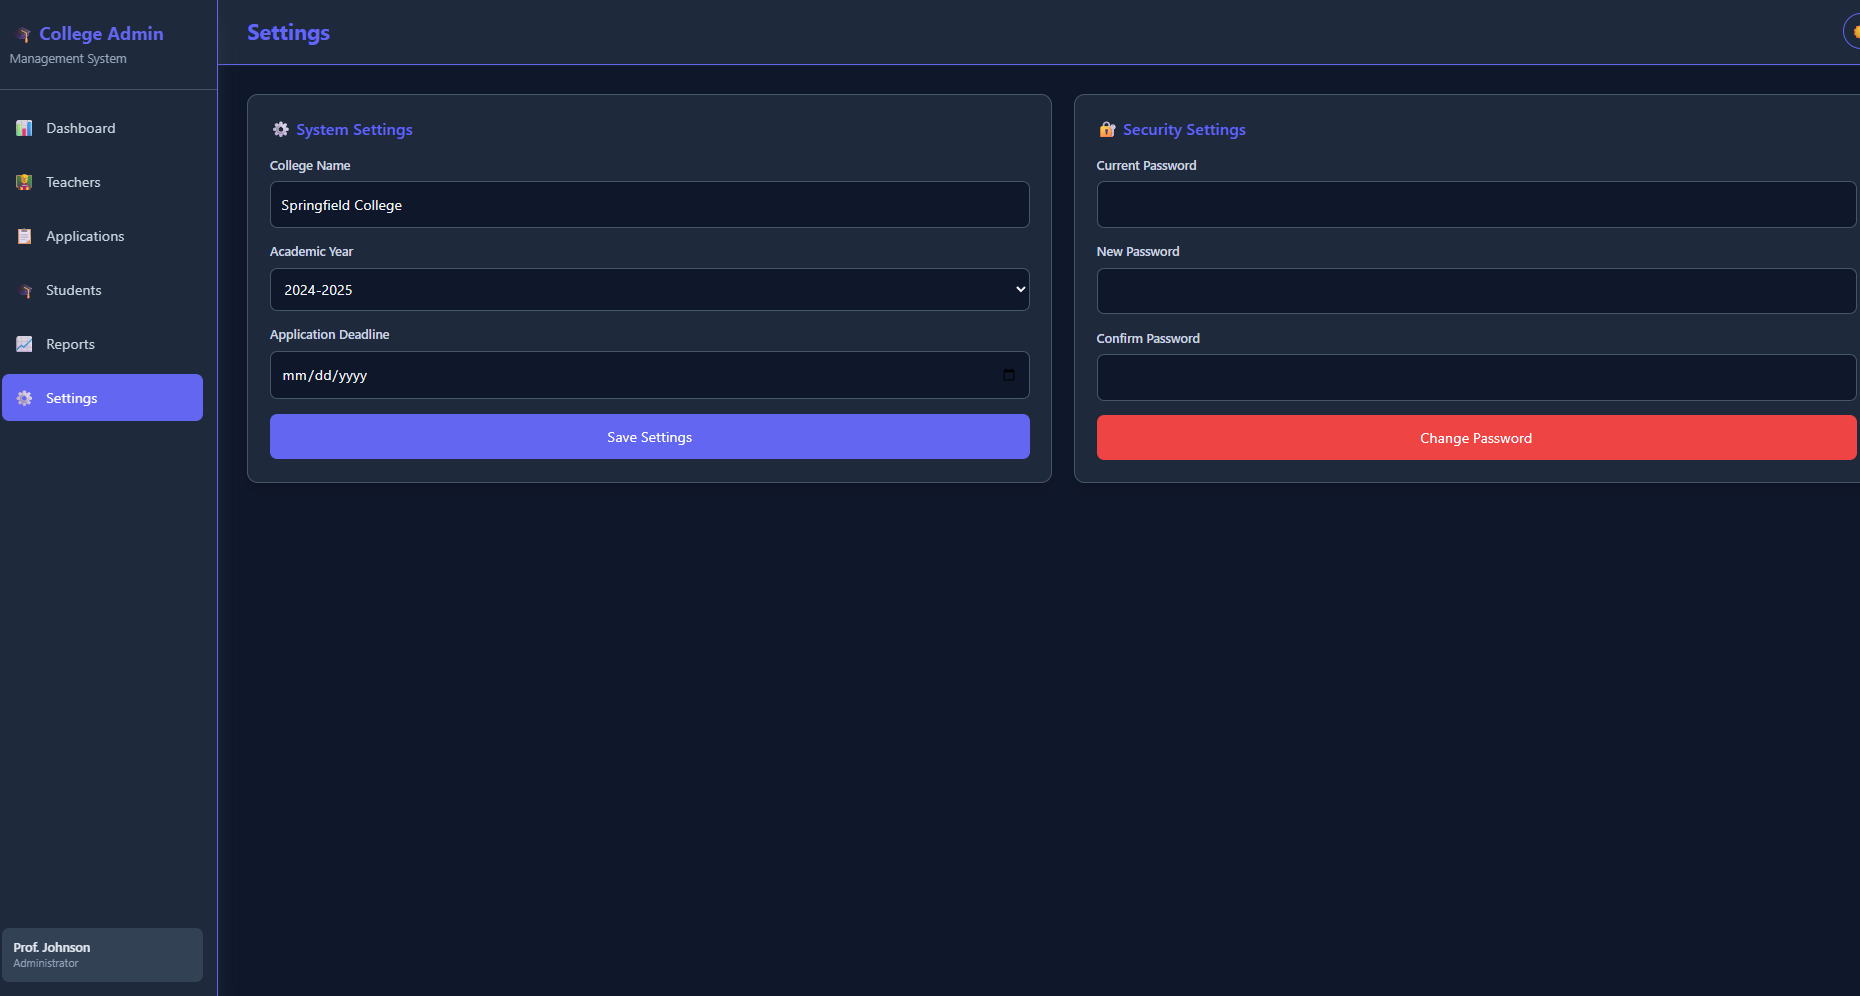 College Admin
Management System
Dashboard
Teachers
Applications
Students
Reports
Settings
Prof. Johnson
Administrator
Settings
System Settings
College Name
Springfield College
Academic Year
2024-2025
Application Deadline
mm/dd/yyyy
Save Settings
Security Settings
Current Password
New Password
Confirm Password
Change Password